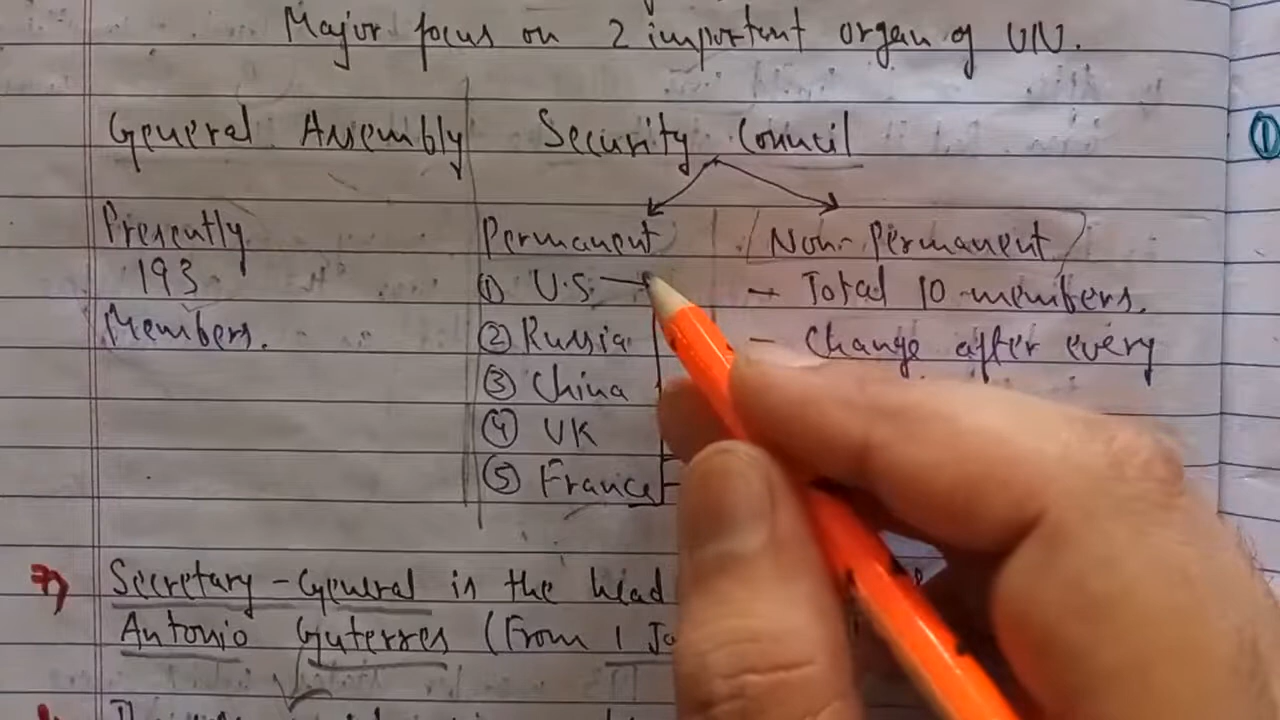 Major focus on 2 important organ of UN.
General Assembly Security Council
①
Presently Permanent Non-Permanent
193 ① U.S. - Total 10 members.
Members. ② Russia - Change after every
③ China
④ UK
⑤ France
7) Secretary-General is the head
Antonio Guterres (From 1